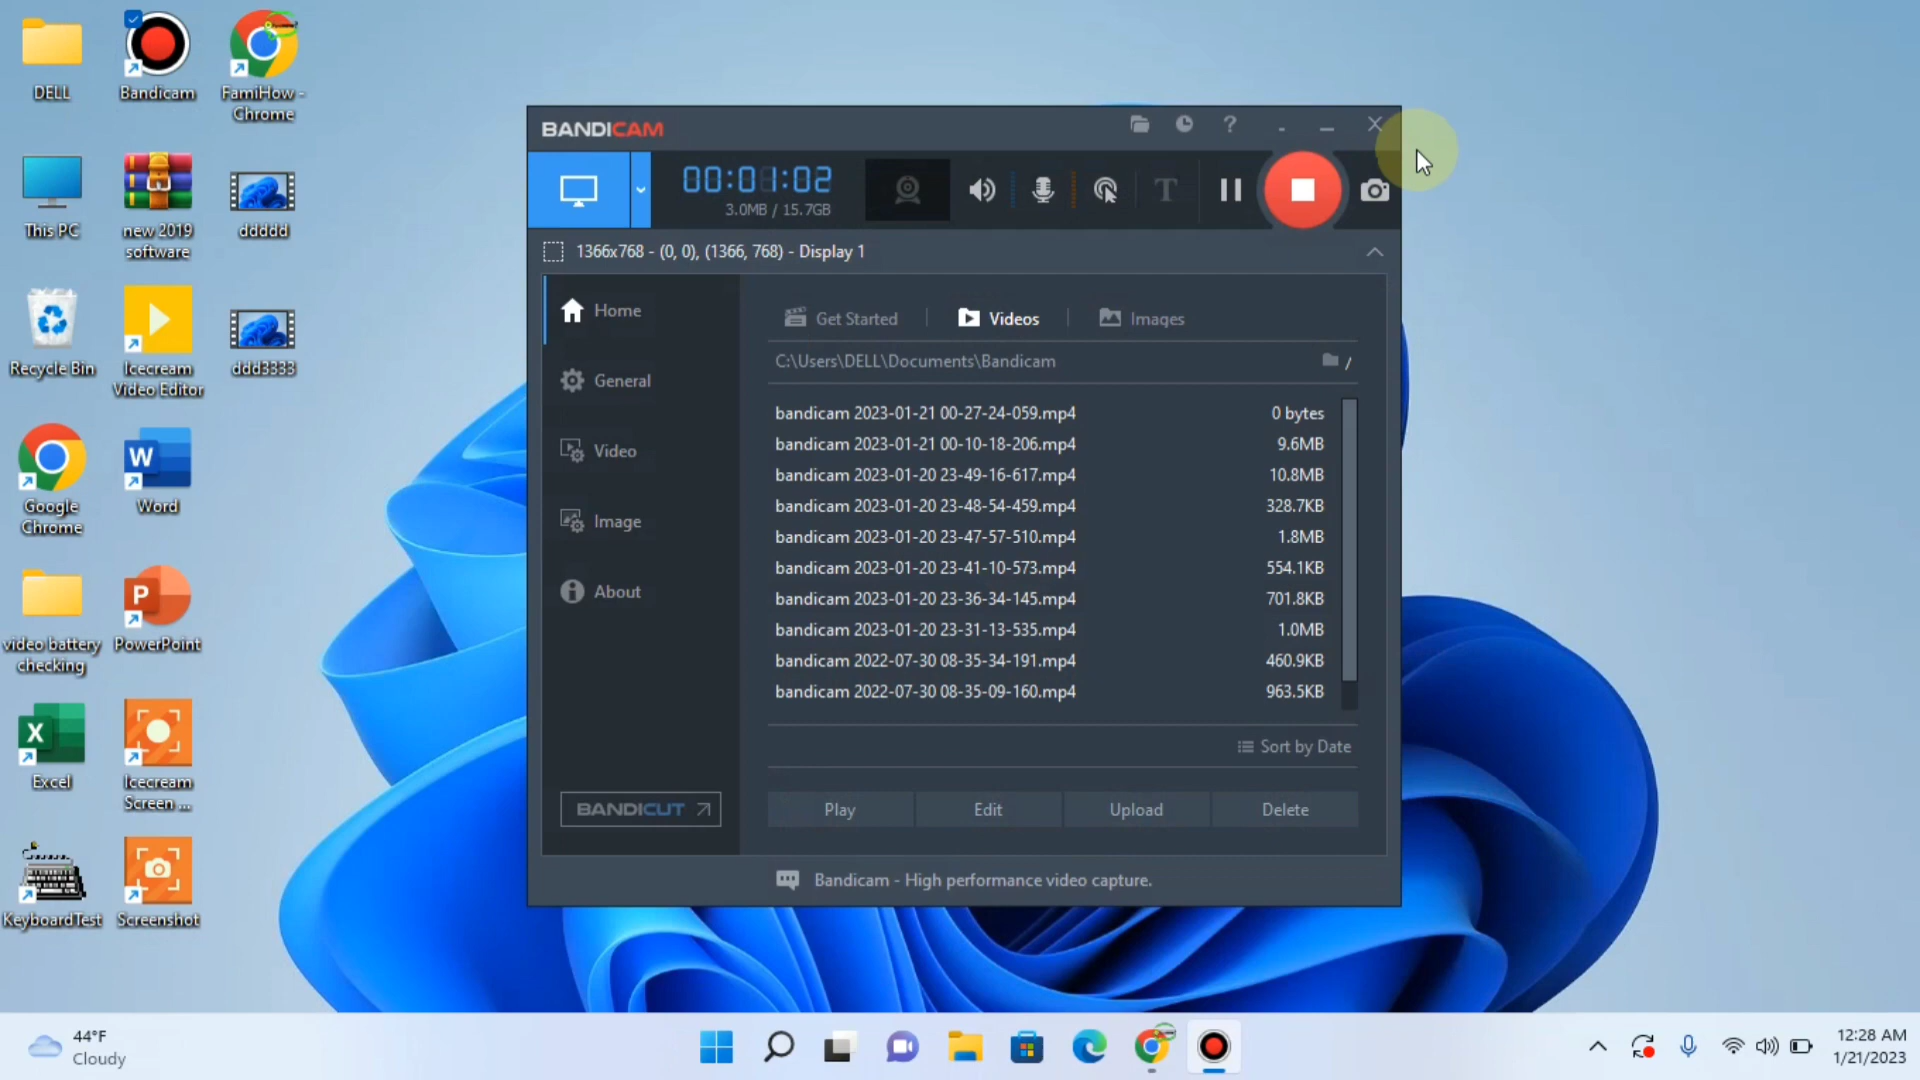 DELL
Bandicam
FamiHow -
Chrome
This PC
new 2019
software
ddddd
Recycle Bin
Icecream
Video Editor
ddd3333
Google
Chrome
Word
video battery
checking
PowerPoint
Excel
Icecream
Screen ...
KeyboardTest
Screenshot
BANDICAM
00:01:02
3.0MB / 15.7GB
1366x768 - (0, 0), (1366, 768) - Display 1
Home
General
Video
Image
About
BANDICUT
Get Started
Videos
Images
C:\Users\DELL\Documents\Bandicam
bandicam 2023-01-21 00-27-24-059.mp4 0 bytes
bandicam 2023-01-21 00-10-18-206.mp4 9.6MB
bandicam 2023-01-20 23-49-16-617.mp4 10.8MB
bandicam 2023-01-20 23-48-54-459.mp4 328.7KB
bandicam 2023-01-20 23-47-57-510.mp4 1.8MB
bandicam 2023-01-20 23-41-10-573.mp4 554.1KB
bandicam 2023-01-20 23-36-34-145.mp4 701.8KB
bandicam 2023-01-20 23-31-13-535.mp4 1.0MB
bandicam 2022-07-30 08-35-34-191.mp4 460.9KB
bandicam 2022-07-30 08-35-09-160.mp4 963.5KB
Sort by Date
Play Edit Upload Delete
Bandicam - High performance video capture.
44°F
Cloudy
12:28 AM
1/21/2023